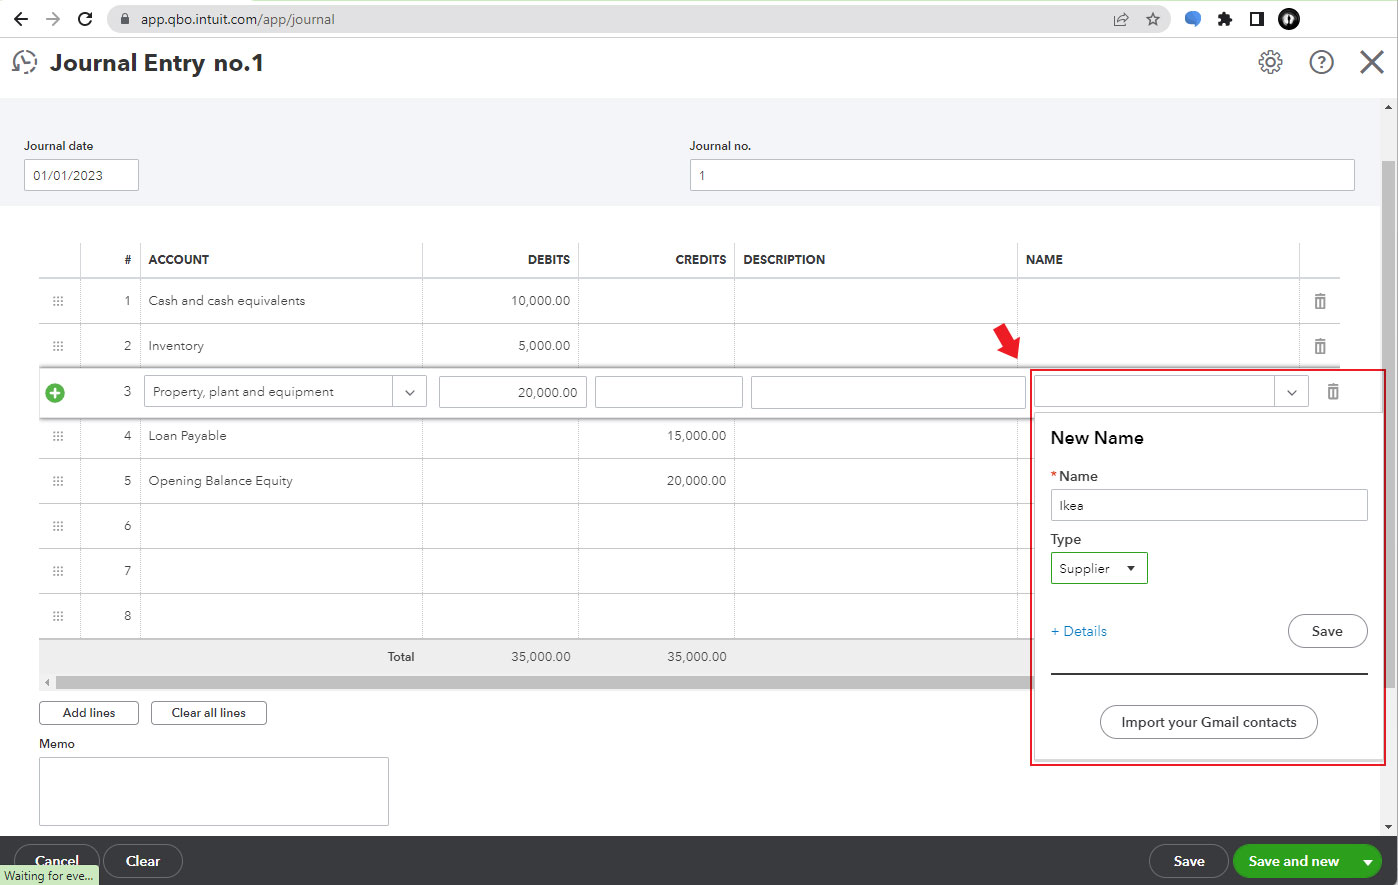 app.qbo.intuit.com/app/journal
Journal Entry no.1
Journal date
Journal no.
01/01/2023
1
# ACCOUNT DEBITS CREDITS DESCRIPTION NAME
1 Cash and cash equivalents 10,000.00
2 Inventory 5,000.00
3 Property, plant and equipment 20,000.00
4 Loan Payable 15,000.00
5 Opening Balance Equity 20,000.00
6
7
8
Total 35,000.00 35,000.00
New Name
*Name
Ikea
Type
Supplier
+ Details
Save
Import your Gmail contacts
Add lines
Clear all lines
Memo
Cancel
Clear
Save
Save and new
Waiting for eve...